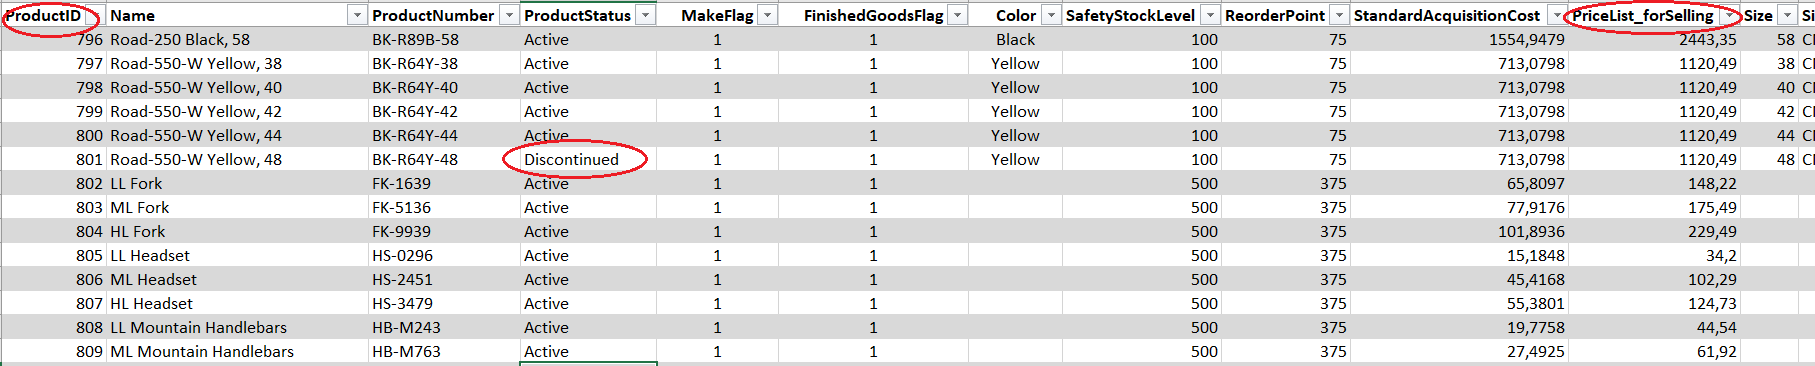 ProductID Name ProductNumber ProductStatus MakeFlag FinishedGoodsFlag Color SafetyStockLevel ReorderPoint StandardAcquisitionCost PriceList_forSelling Size Si
796 Road-250 Black, 58 BK-R89B-58 Active 1 1 Black 100 75 1554,9479 2443,35 58 C
797 Road-550-W Yellow, 38 BK-R64Y-38 Active 1 1 Yellow 100 75 713,0798 1120,49 38 C
798 Road-550-W Yellow, 40 BK-R64Y-40 Active 1 1 Yellow 100 75 713,0798 1120,49 40 C
799 Road-550-W Yellow, 42 BK-R64Y-42 Active 1 1 Yellow 100 75 713,0798 1120,49 42 C
800 Road-550-W Yellow, 44 BK-R64Y-44 Active 1 1 Yellow 100 75 713,0798 1120,49 44 C
801 Road-550-W Yellow, 48 BK-R64Y-48 Discontinued 1 1 Yellow 100 75 713,0798 1120,49 48 C
802 LL Fork FK-1639 Active 1 1 500 375 65,8097 148,22
803 ML Fork FK-5136 Active 1 1 500 375 77,9176 175,49
804 HL Fork FK-9939 Active 1 1 500 375 101,8936 229,49
805 LL Headset HS-0296 Active 1 1 500 375 15,1848 34,2
806 ML Headset HS-2451 Active 1 1 500 375 45,4168 102,29
807 HL Headset HS-3479 Active 1 1 500 375 55,3801 124,73
808 LL Mountain Handlebars HB-M243 Active 1 1 500 375 19,7758 44,54
809 ML Mountain Handlebars HB-M763 Active 1 1 500 375 27,4925 61,92